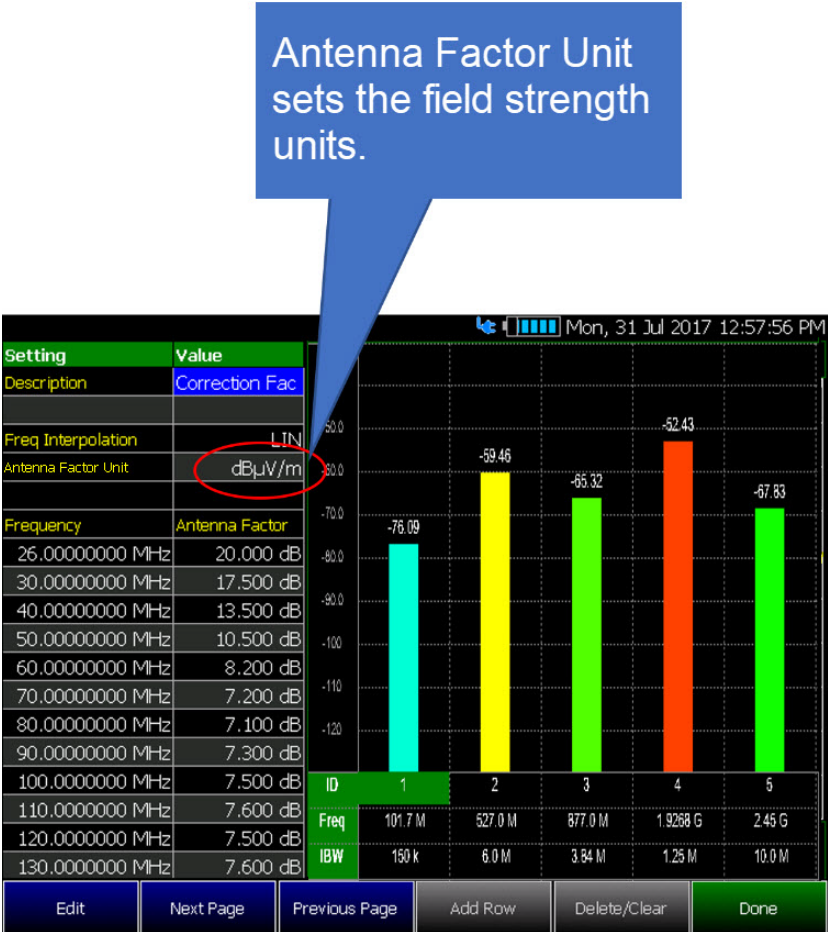 Antenna Factor Unit
sets the field strength
units.
Mon, 31 Jul 2017 12:57:56 PM
Setting Value
Description Correction Fac
Freq Interpolation LIN
Antenna Factor Unit dBµV/m
Frequency Antenna Factor
26.00000000 MHz 20.000 dB
30.00000000 MHz 17.500 dB
40.00000000 MHz 13.500 dB
50.00000000 MHz 10.500 dB
60.00000000 MHz 8.200 dB
70.00000000 MHz 7.200 dB
80.00000000 MHz 7.100 dB
90.00000000 MHz 7.300 dB
100.0000000 MHz 7.500 dB
110.0000000 MHz 7.600 dB
120.0000000 MHz 7.500 dB
130.0000000 MHz 7.600 dB
-70.0
-80.0
-90.0
-100
-110
-120
-76.09
-59.46
-65.32
-52.43
-67.83
ID 1 2 3 4 5
Freq 101.7 M 527.0 M 877.0 M 1.9268 G 2.45 G
IBW 150 k 6.0 M 3.84 M 1.25 M 10.0 M
Edit Next Page Previous Page Add Row Delete/Clear Done